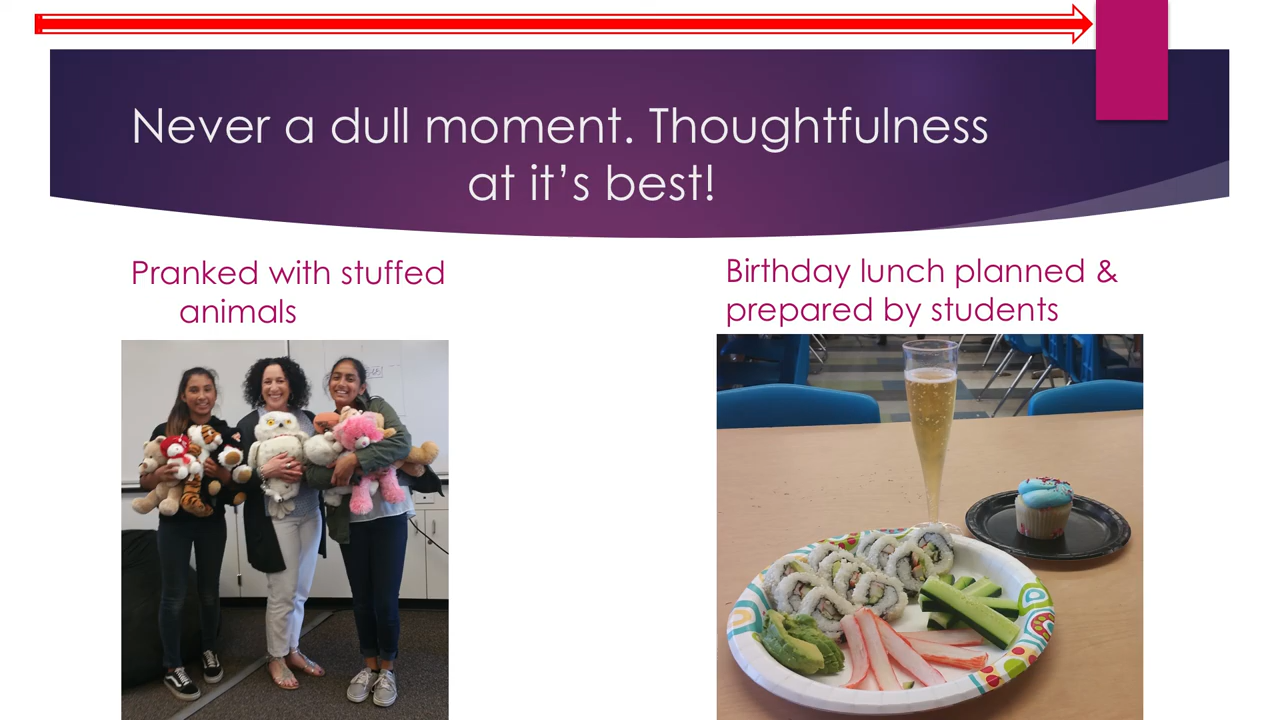 Never a dull moment. Thoughtfulness
at it’s best!
Pranked with stuffed
animals
Birthday lunch planned &
prepared by students